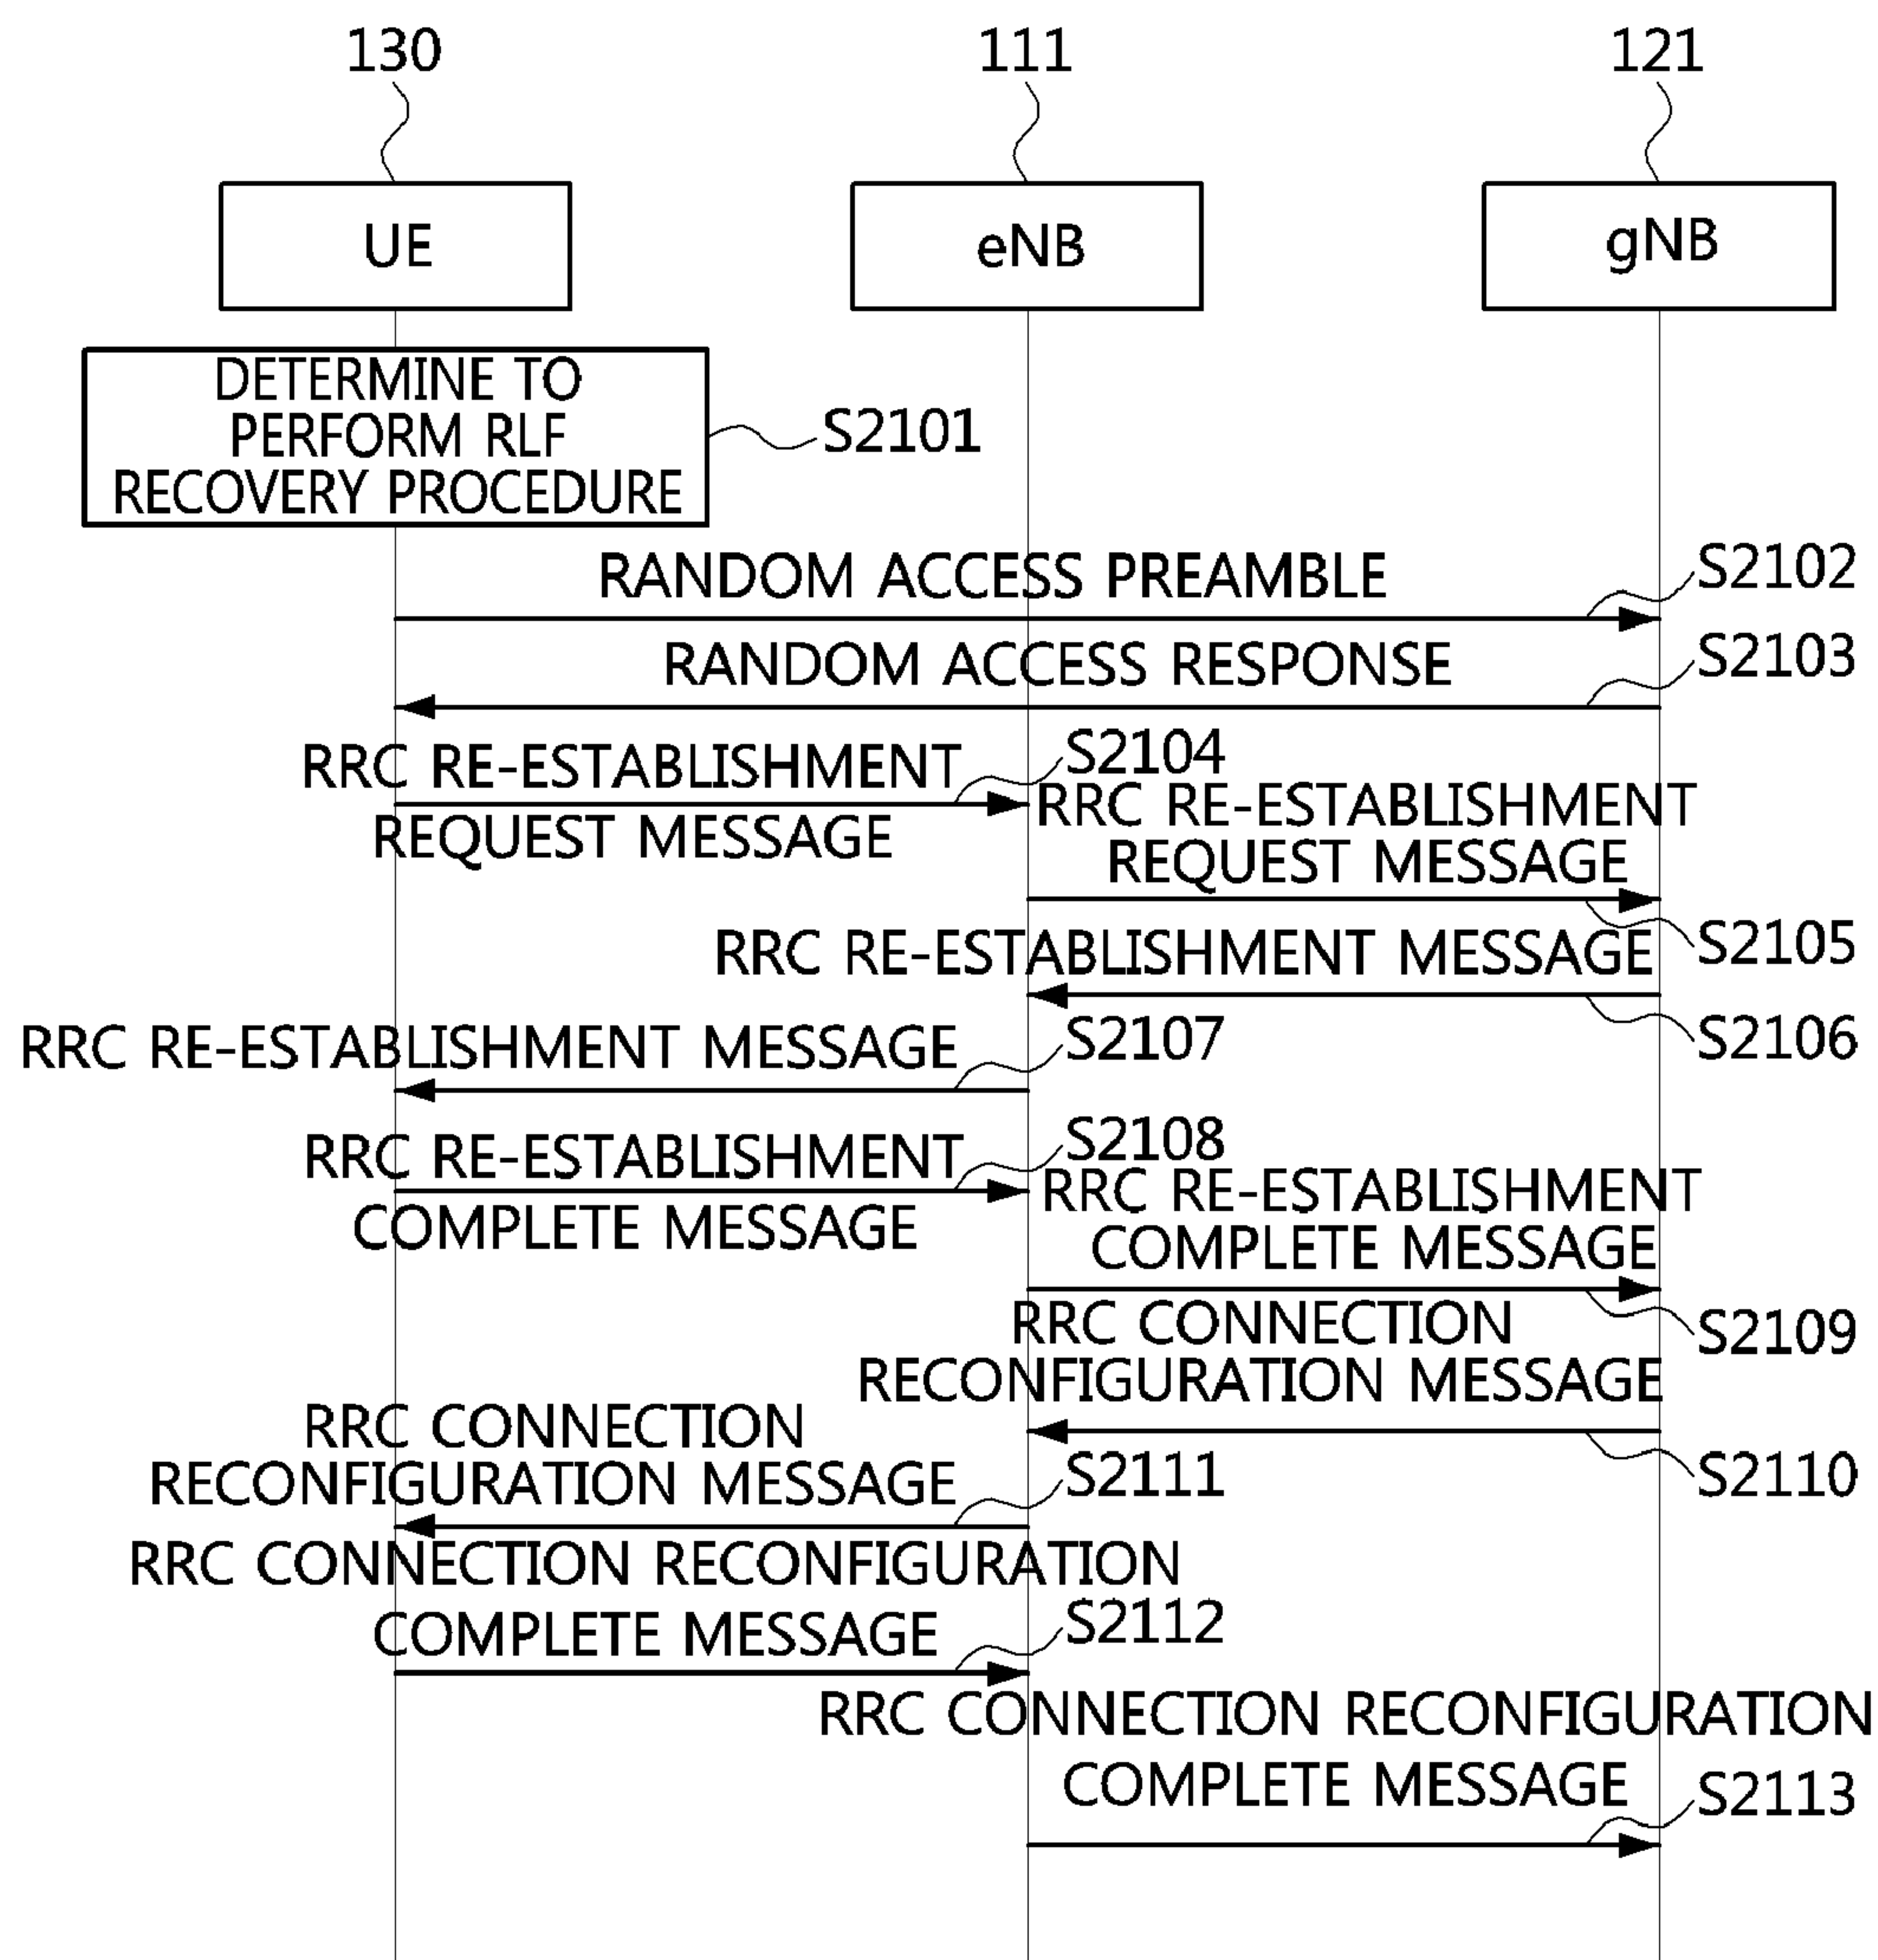 130
111
121
UE
eNB
gNB
DETERMINE TO
PERFORM RLF
RECOVERY PROCEDURE
S2101
RANDOM ACCESS PREAMBLE
S2102
RANDOM ACCESS RESPONSE
S2103
RRC RE-ESTABLISHMENT
REQUEST MESSAGE
S2104
RRC RE-ESTABLISHMENT
REQUEST MESSAGE
S2105
RRC RE-ESTABLISHMENT MESSAGE
S2106
RRC RE-ESTABLISHMENT MESSAGE
S2107
RRC RE-ESTABLISHMENT
COMPLETE MESSAGE
S2108
RRC RE-ESTABLISHMENT
COMPLETE MESSAGE
S2109
RRC CONNECTION
RECONFIGURATION MESSAGE
S2110
RRC CONNECTION
RECONFIGURATION MESSAGE
S2111
RRC CONNECTION RECONFIGURATION
COMPLETE MESSAGE
S2112
RRC CONNECTION RECONFIGURATION
COMPLETE MESSAGE
S2113